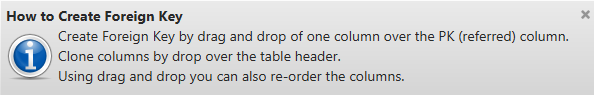 How to Create Foreign Key
Create Foreign Key by drag and drop of one column over the PK (referred) column.
Clone columns by drop over the table header.
Using drag and drop you can also re-order the columns.